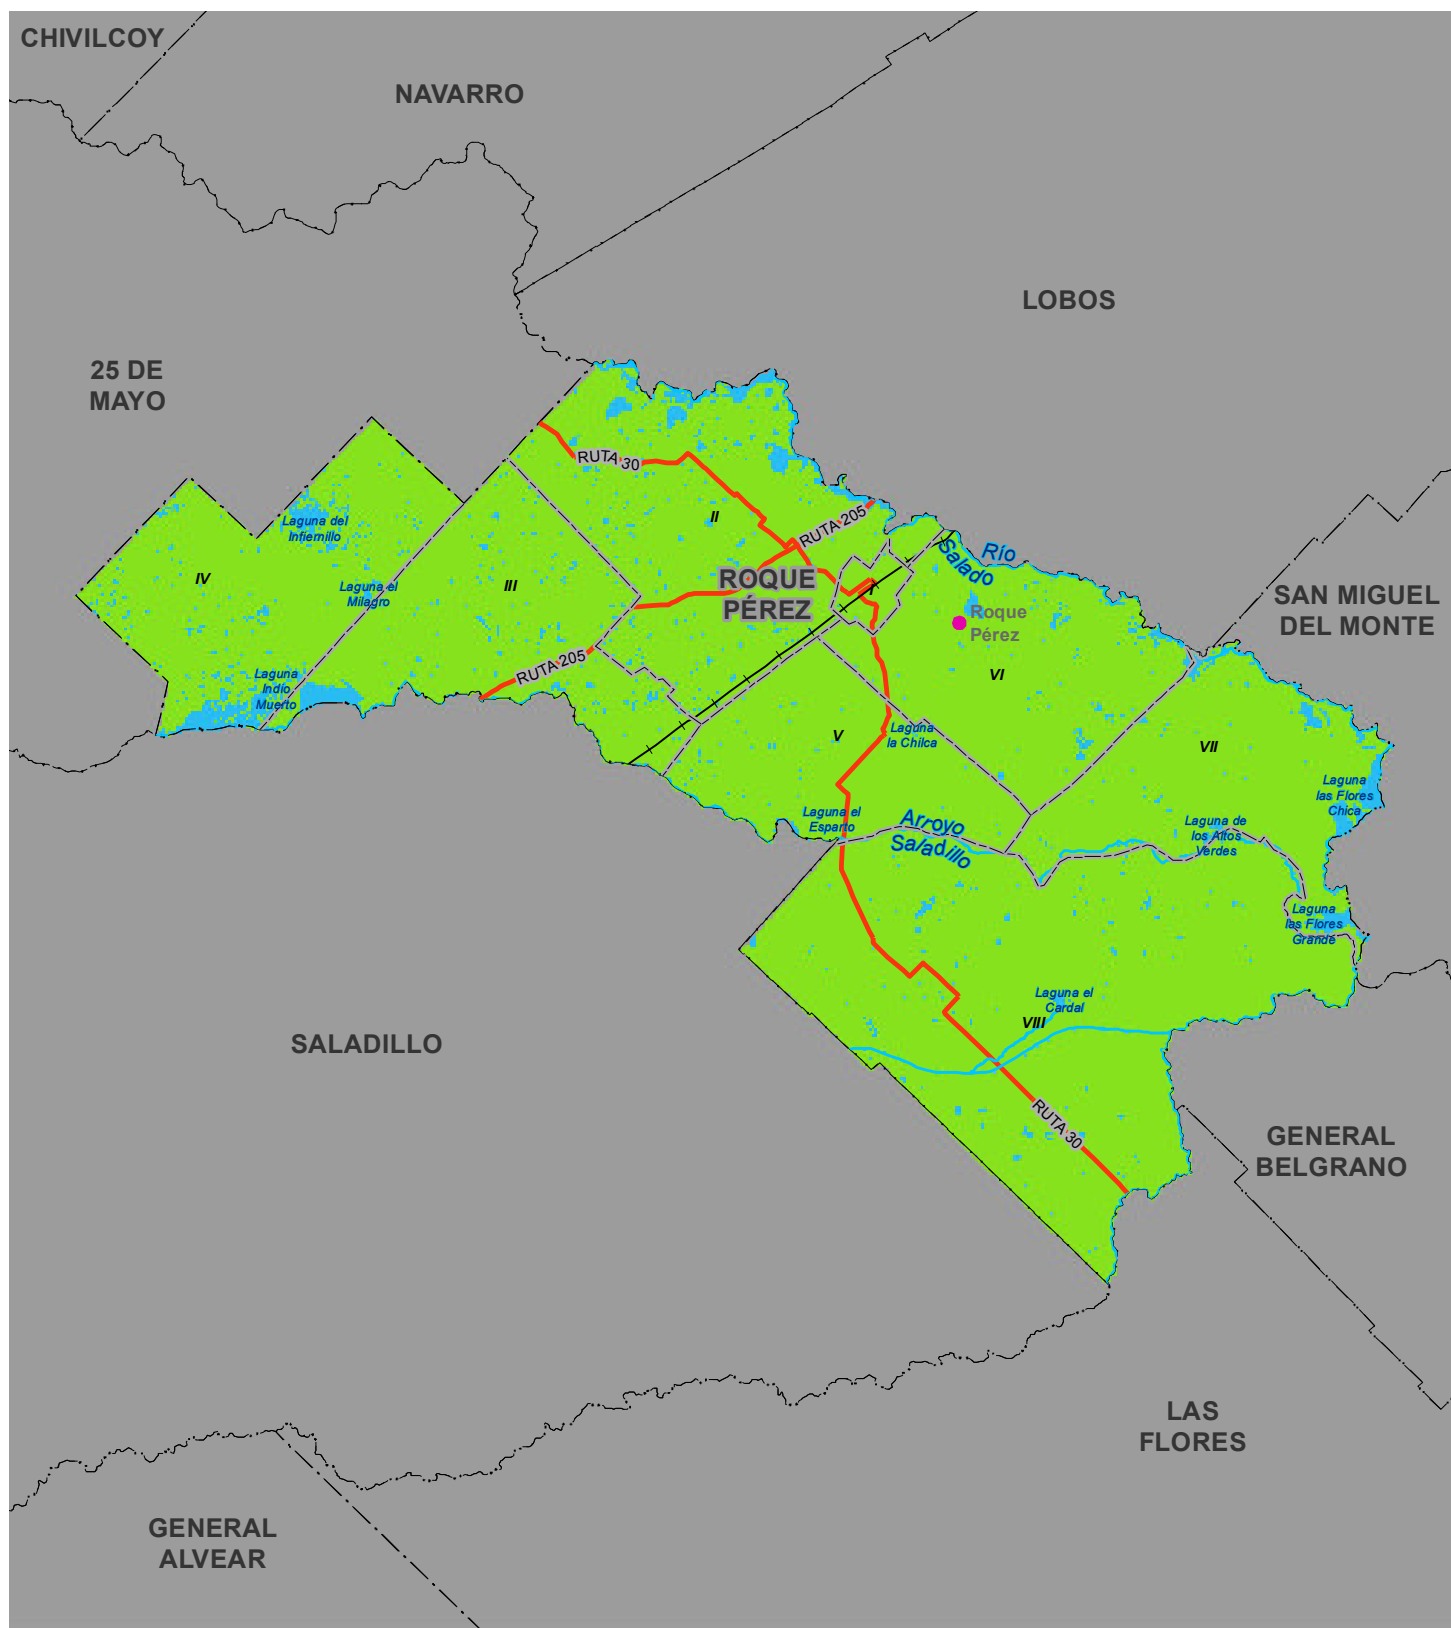 CHIVILCOY
NAVARRO
LOBOS
25 DE
MAYO
RUTA 30
RUTA 205
II
Laguna del
Infiernillo
Río
Salado
IV
III
Laguna el
Milagro
ROQUE
PÉREZ
I
Roque
Pérez
SAN MIGUEL
DEL MONTE
RUTA 205
Laguna
Indio
Muerto
VI
V
Laguna
la Chilca
VII
Laguna
las Flores
Chica
Laguna el
Esparto
Arroyo
Saladillo
Laguna de
los Altos
Verdes
Laguna
las Flores
Grande
Laguna el
Cardal
VIII
SALADILLO
RUTA 30
GENERAL
BELGRANO
LAS
FLORES
GENERAL
ALVEAR